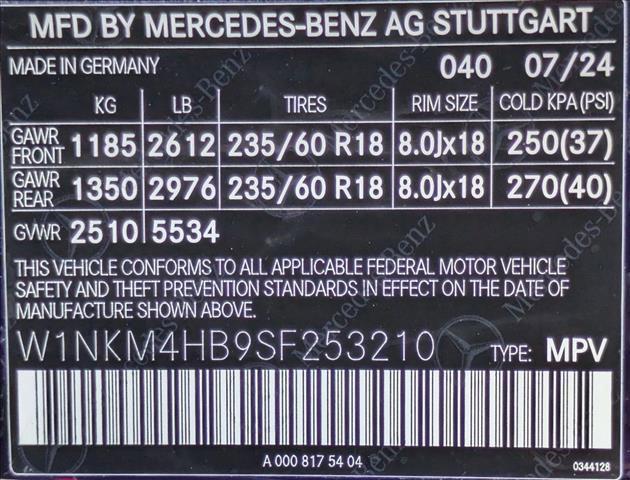 MFD BY MERCEDES-BENZ AG STUTTGART
MADE IN GERMANY 040 07/24
KG LB TIRES RIM SIZE COLD KPA (PSI)
GAWR FRONT 1185 2612 235/60 R18 8.0Jx18 250(37)
GAWR REAR 1350 2976 235/60 R18 8.0Jx18 270(40)
GVWR 2510 5534
THIS VEHICLE CONFORMS TO ALL APPLICABLE FEDERAL MOTOR VEHICLE
SAFETY AND THEFT PREVENTION STANDARDS IN EFFECT ON THE DATE OF
MANUFACTURE SHOWN ABOVE.
W1NKM4HB9SF253210 TYPE: MPV
A 000 817 54 04 0344128